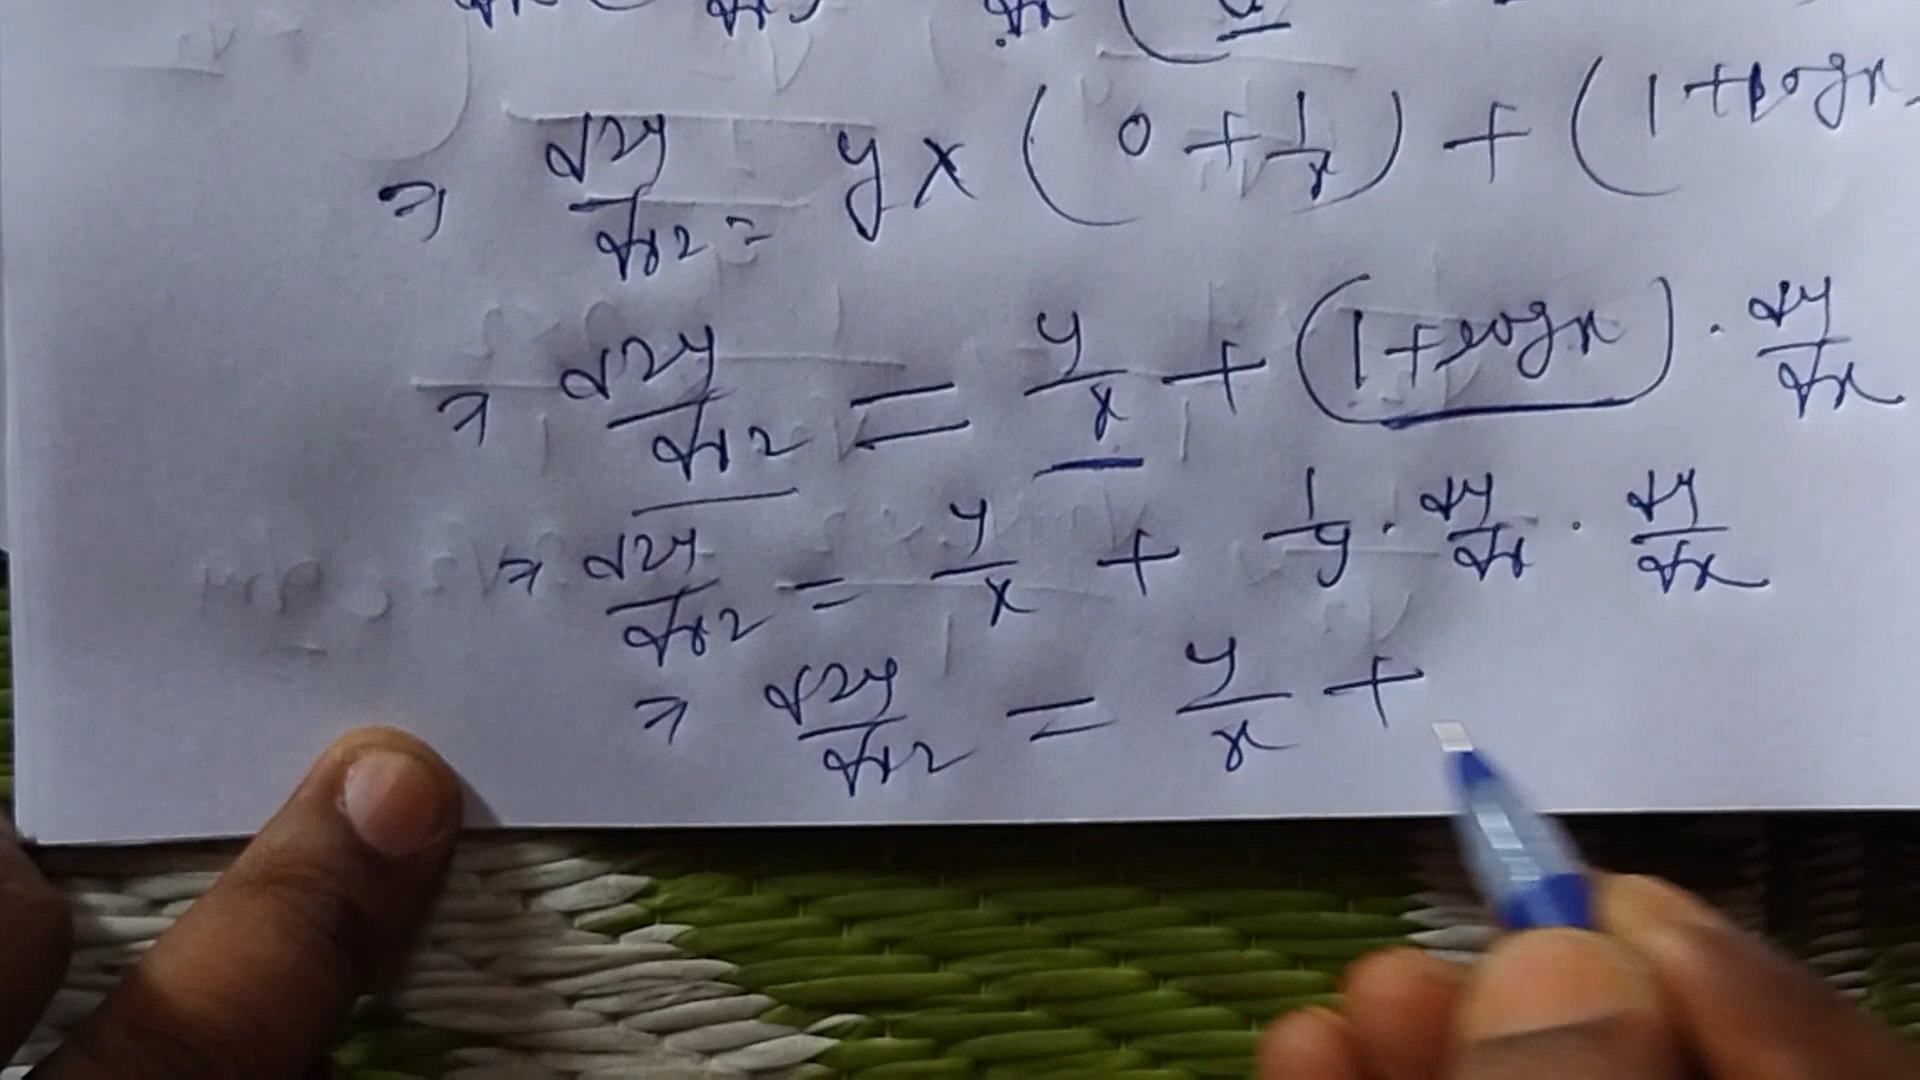 ⇒ d2y/dx2 = y x (0 + 1/x) + (1 + logx
⇒ d2y/dx2 = y/x + (1 + logx) . dy/dx
⇒ d2y/dx2 = y/x + 1/y . dy/dx . dy/dx
⇒ d2y/dx2 = y/x +